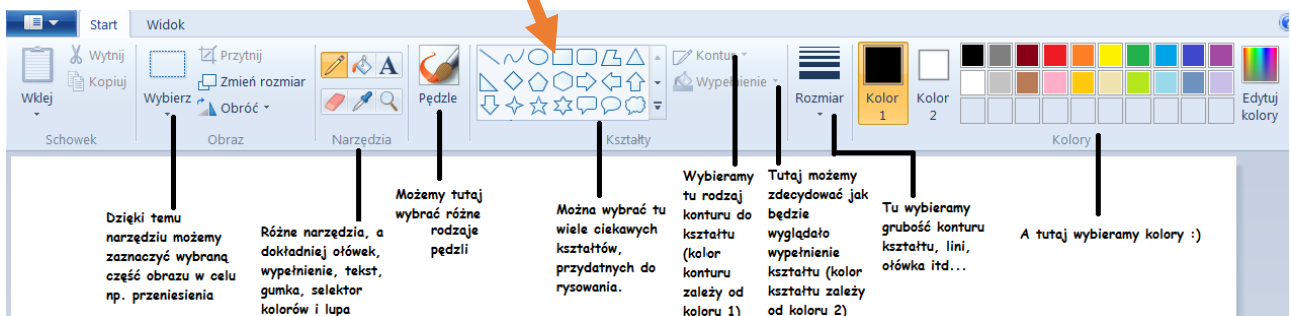 Start Widok
Wklej
Wytnij
Kopiuj
Schowek
Wybierz
Przytnij
Zmień rozmiar
Obróć
Obraz
A
Narzędzia
Pędzle
Kształty
Kontur
Wypełnienie
Rozmiar
Kolor
1
Kolor
2
Kolory
Edytuj
kolory
Dzięki temu
narzędziu możemy
zaznaczyć wybraną
część obrazu w celu
np. przeniesienia
Różne narzędzia, a
dokładniej ołówek,
wypełnienie, tekst,
gumka, selektor
kolorów i lupa
Możemy tutaj
wybrać różne
rodzaje
pędzli
Można wybrać tu
wiele ciekawych
kształtów,
przydatnych do
rysowania.
Wybieramy
tu rodzaj
konturu do
kształtu
(kolor
konturu
zależy od
koloru 1)
Tutaj możemy
zdecydować jak
będzie
wyglądało
wypełnienie
kształtu (kolor
kształtu zależy
od koloru 2)
Tu wybieramy
grubość konturu
kształtu, lini,
ołówka itd...
A tutaj wybieramy kolory :)